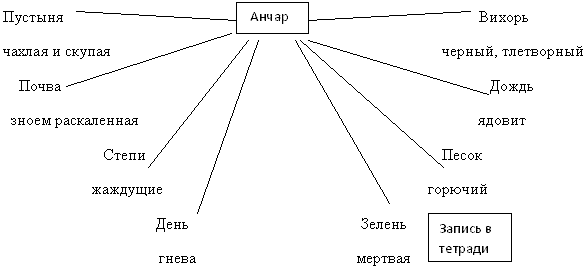 Анчар
Пустыня
чахлая и скупая
Почва
зноем раскаленная
Степи
жаждущие
День
гнева
Зелень
мертвая
Песок
горючий
Дождь
ядовит
Вихорь
черный, тлетворный
Запись в
тетради